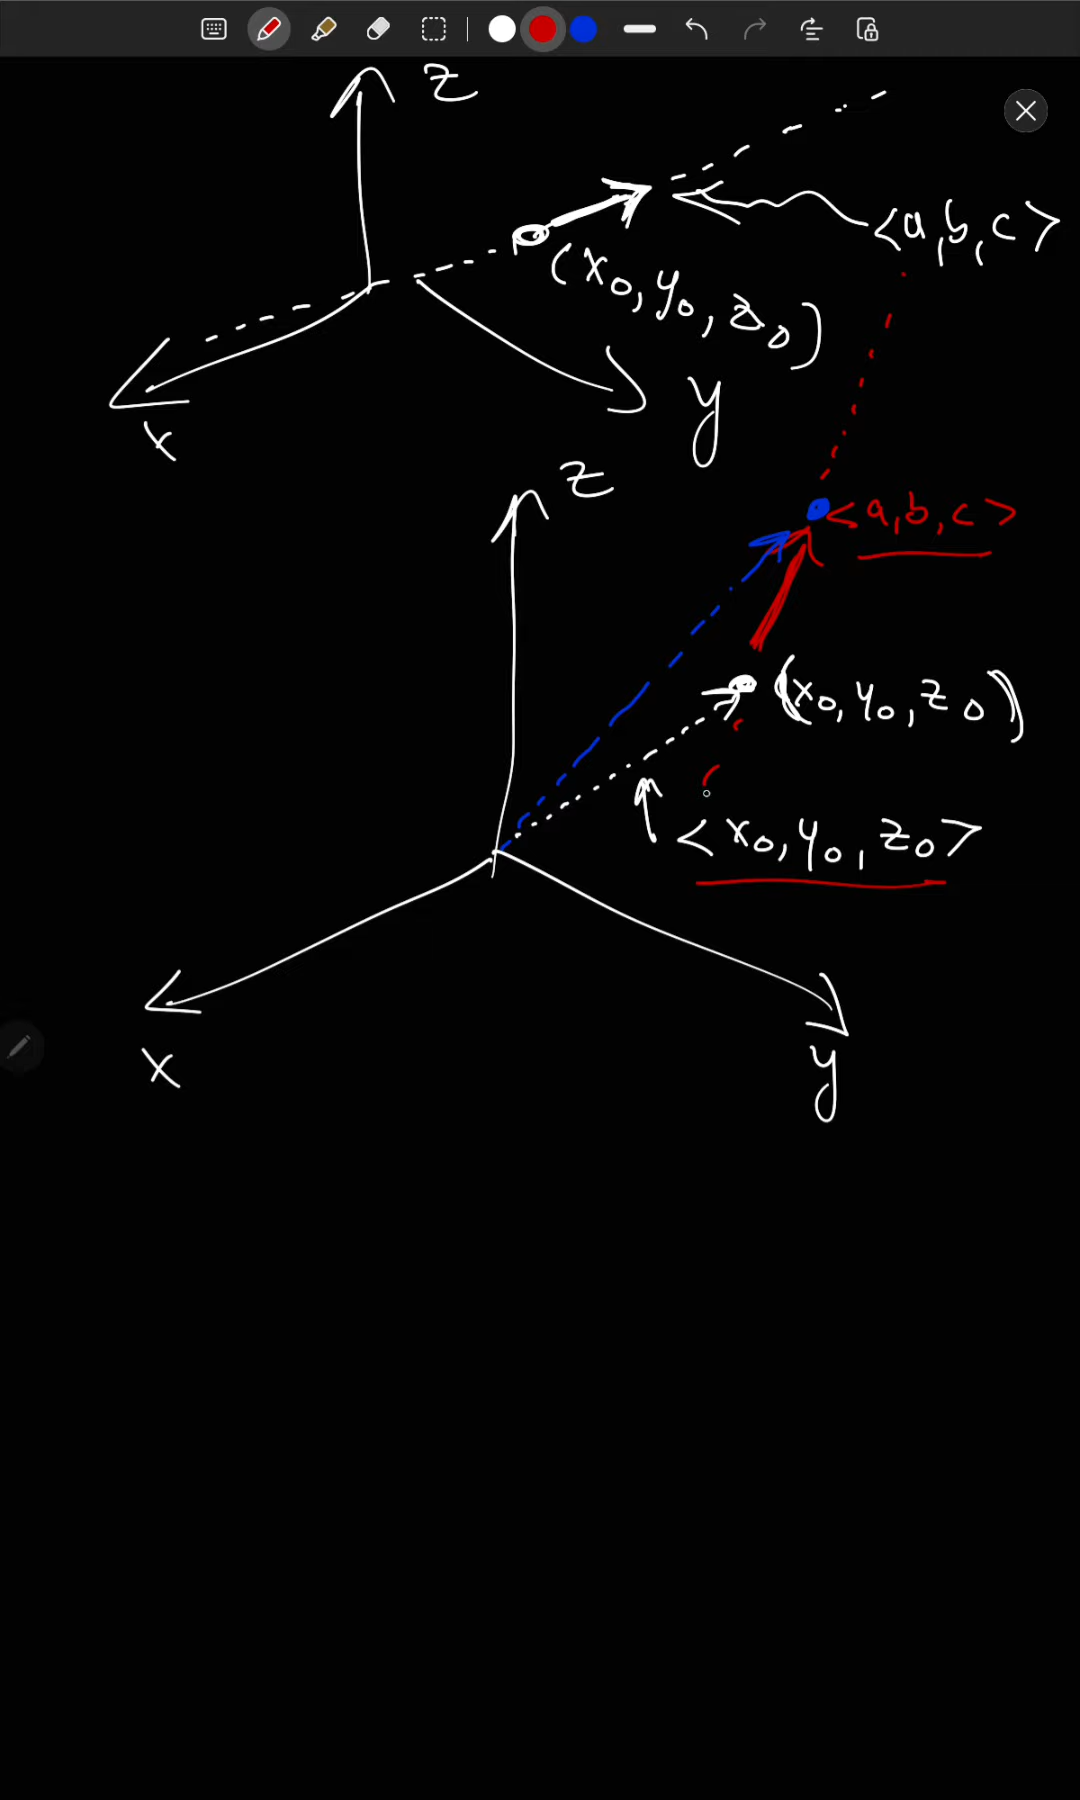 z
<a, b, c>
(x₀, y₀, z₀)
x
y
z
<a, b, c>
(x₀, y₀, z₀)
<x₀, y₀, z₀>
x
y